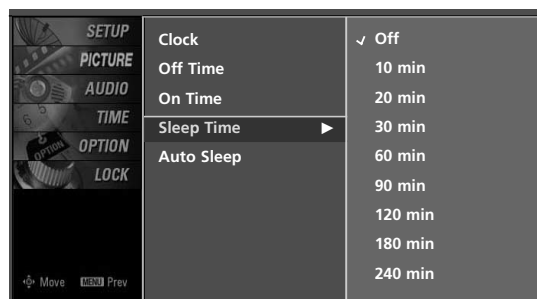 SETUP
PICTURE
AUDIO
TIME
OPTION
LOCK
Move MENU Prev
Clock
Off Time
On Time
Sleep Time
Auto Sleep
Off
10 min
20 min
30 min
60 min
90 min
120 min
180 min
240 min